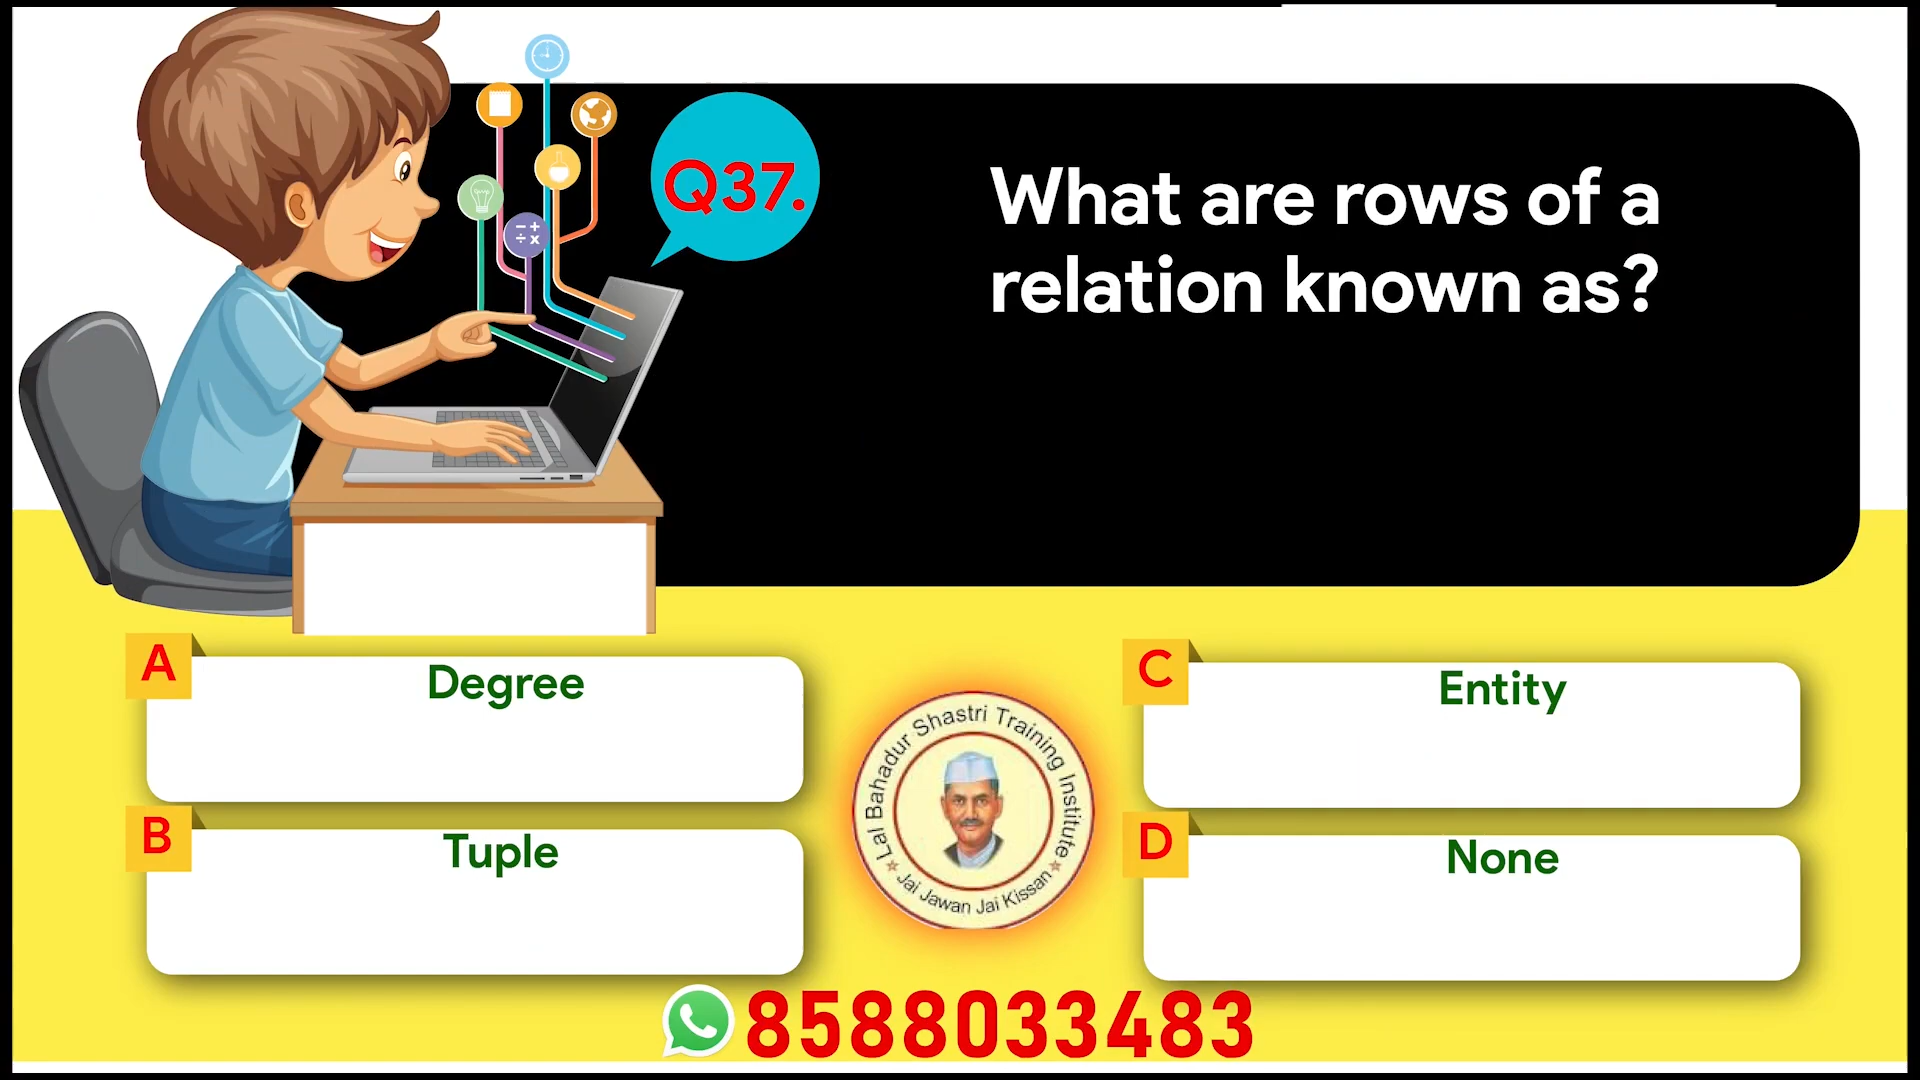 Q37.
What are rows of a
relation known as?
A
Degree
B
Tuple
C
Entity
D
None
Lal Bahadur Shastri Training Institute
Jai Jawan Jai Kissan
8588033483